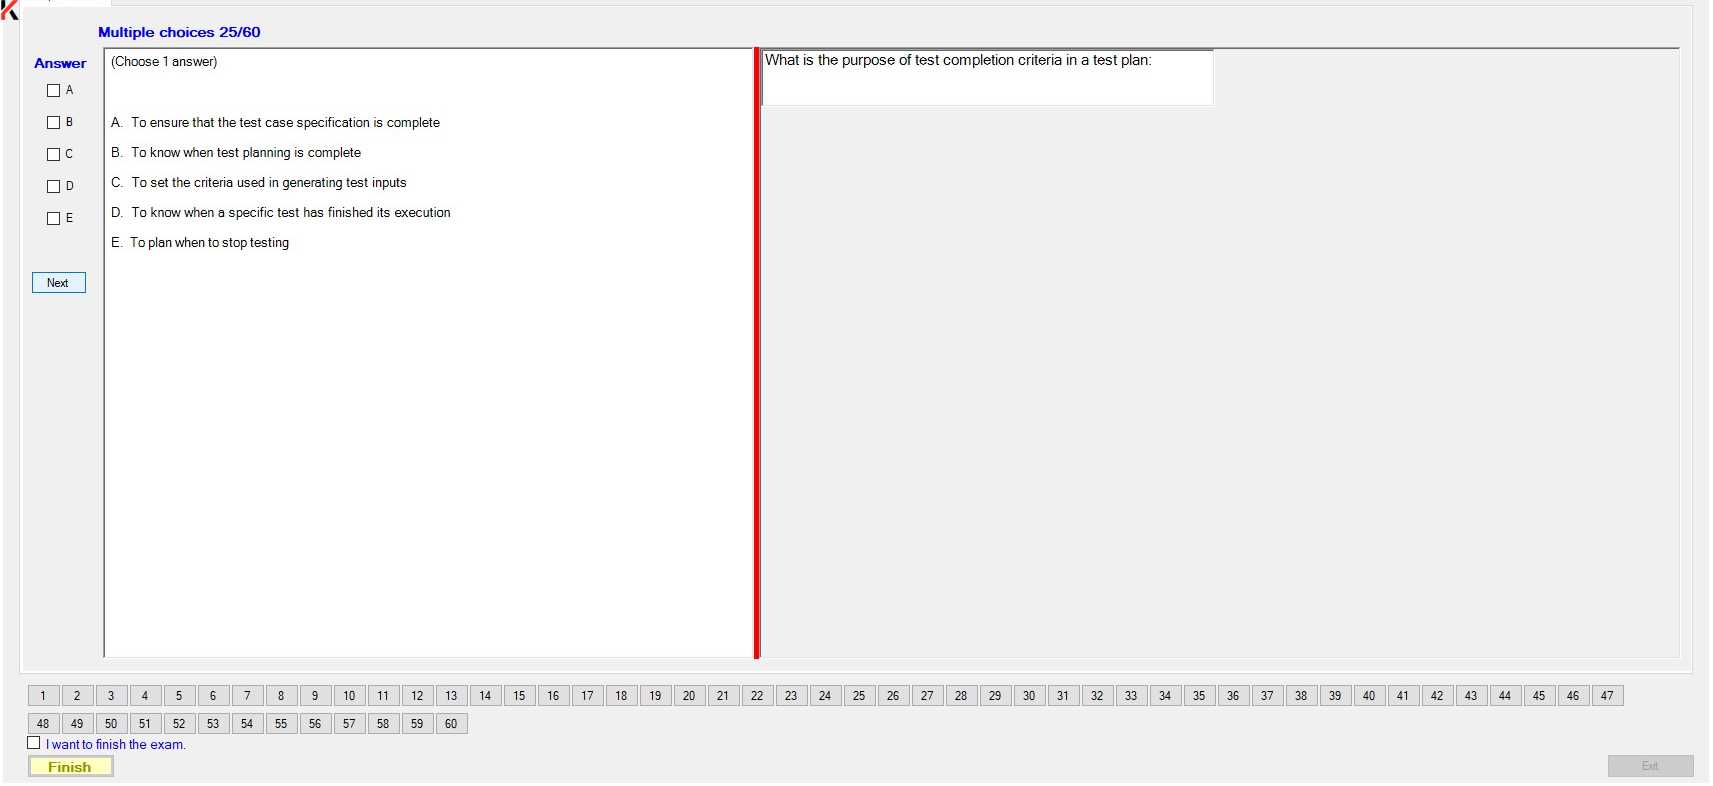 Multiple choices 25/60
Answer
(Choose 1 answer)
What is the purpose of test completion criteria in a test plan:
A
B
C
D
E
A. To ensure that the test case specification is complete
B. To know when test planning is complete
C. To set the criteria used in generating test inputs
D. To know when a specific test has finished its execution
E. To plan when to stop testing
Next
1 2 3 4 5 6 7 8 9 10 11 12 13 14 15 16 17 18 19 20 21 22 23 24 25 26 27 28 29 30 31 32 33 34 35 36 37 38 39 40 41 42 43 44 45 46 47
48 49 50 51 52 53 54 55 56 57 58 59 60
I want to finish the exam.
Finish
Exit